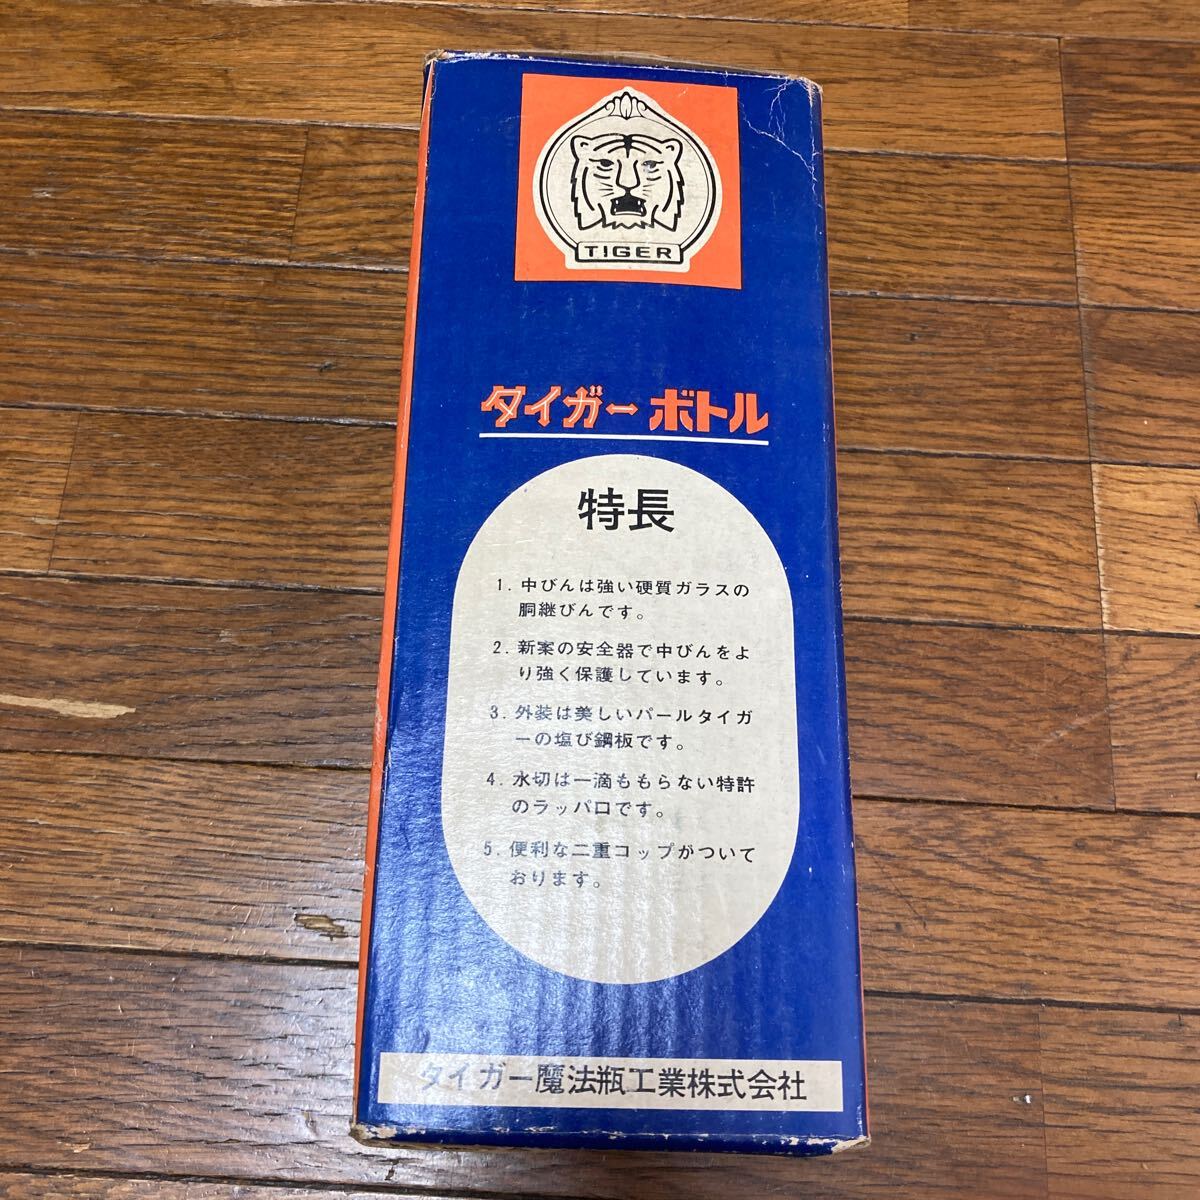 TIGER
タイガーボトル
特長
1. 中びんは強い硬質ガラスの
胴継びんです。
2. 新案の安全器で中びんをよ
り強く保護しています。
3. 外装は美しいパールタイガ
ーの塩び鋼板です。
4. 水切は一滴ももらない特許
のラッパ口です。
5. 便利な二重コップがついて
おります。
タイガー魔法瓶工業株式会社